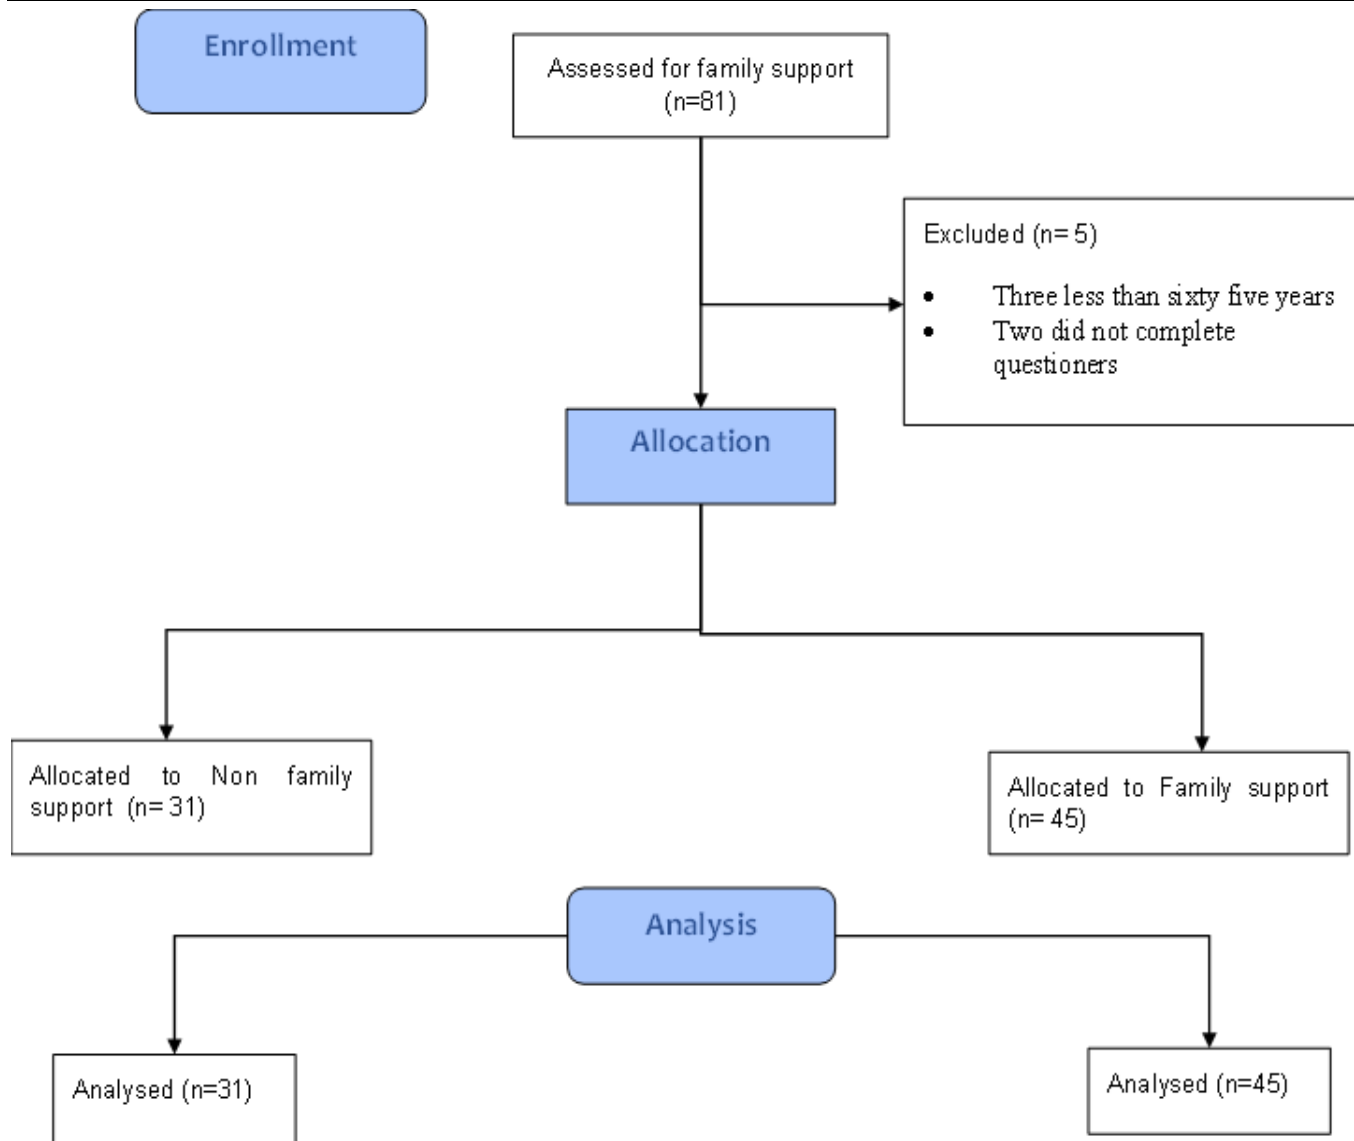 Enrollment
Assessed for family support
(n=81)
Excluded (n= 5)
• Three less than sixty five years
• Two did not complete
questioners
Allocation
Allocated to Non family
support (n= 31)
Allocated to Family support
(n= 45)
Analysis
Analysed (n=31)
Analysed (n=45)